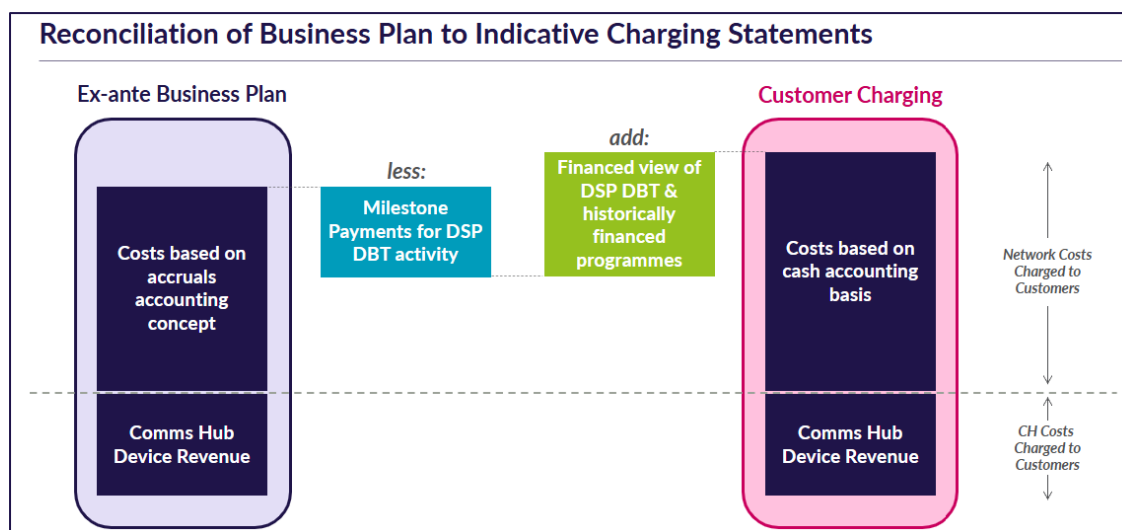 Reconciliation of Business Plan to Indicative Charging Statements
Ex-ante Business Plan
Customer Charging
less:
add:
Milestone
Payments for DSP
DBT activity
Financed view of
DSP DBT &
historically
financed
programmes
Costs based on
accruals
accounting
concept
Costs based on
cash accounting
basis
Network Costs
Charged to
Customers
Comms Hub
Device Revenue
Comms Hub
Device Revenue
CH Costs
Charged to
Customers